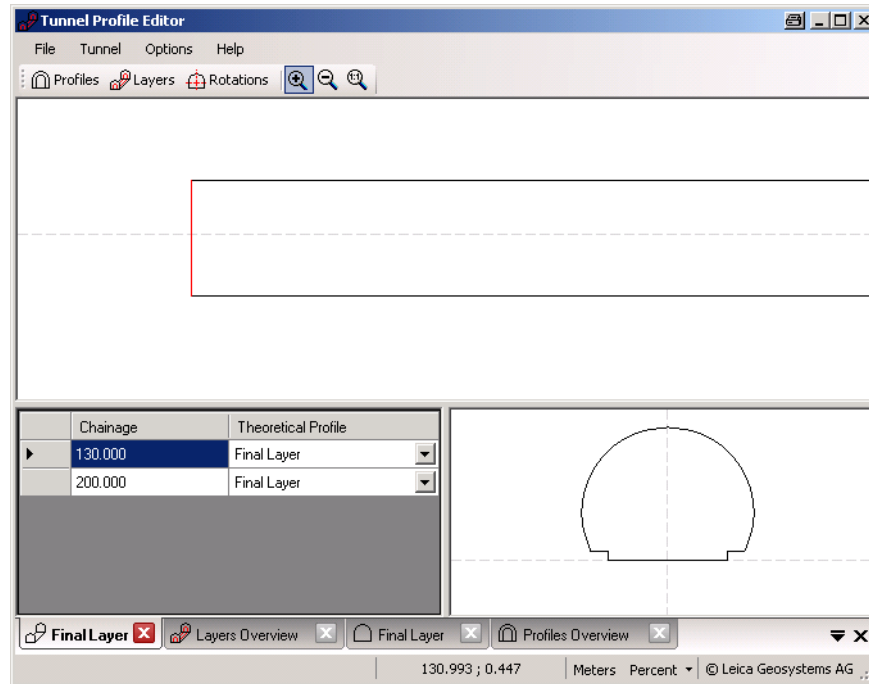 Tunnel Profile Editor
File Tunnel Options Help
Profiles Layers Rotations 1:1
Chainage Theoretical Profile
130.000 Final Layer
200.000 Final Layer
Final Layer Layers Overview Final Layer Profiles Overview
130.993 ; 0.447 Meters Percent © Leica Geosystems AG